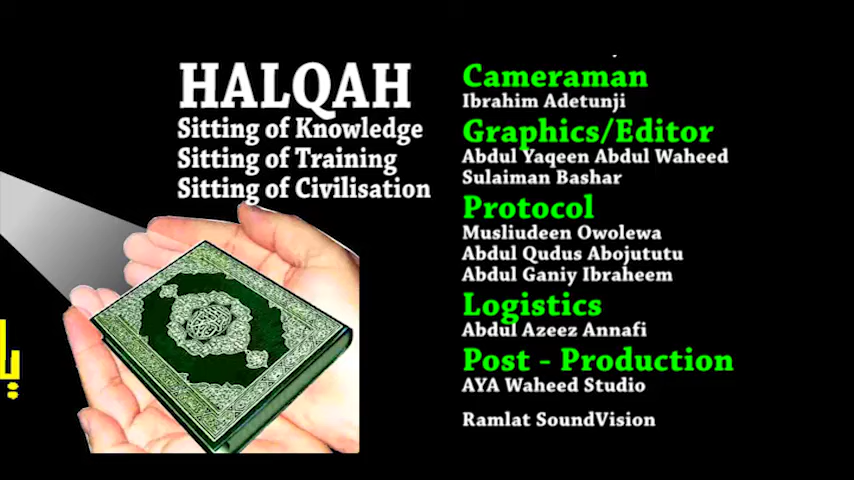 HALQAH
Sitting of Knowledge
Sitting of Training
Sitting of Civilisation
Cameraman
Ibrahim Adetunji
Graphics/Editor
Abdul Yaqeen Abdul Waheed
Sulaiman Bashar
Protocol
Musliudeen Owolewa
Abdul Qudus Abojututu
Abdul Ganiy Ibraheem
Logistics
Abdul Azeez Annafi
Post - Production
AYA Waheed Studio
Ramlat SoundVision